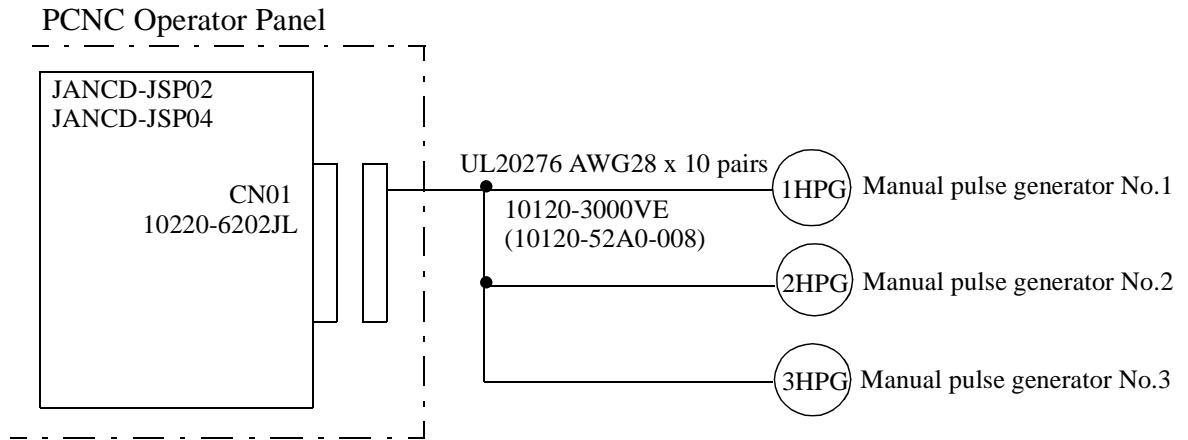 PCNC Operator Panel
JANCD-JSP02
JANCD-JSP04
CN01
10220-6202JL
UL20276 AWG28 x 10 pairs
10120-3000VE
(10120-52A0-008)
1HPG
Manual pulse generator No.1
2HPG
Manual pulse generator No.2
3HPG
Manual pulse generator No.3